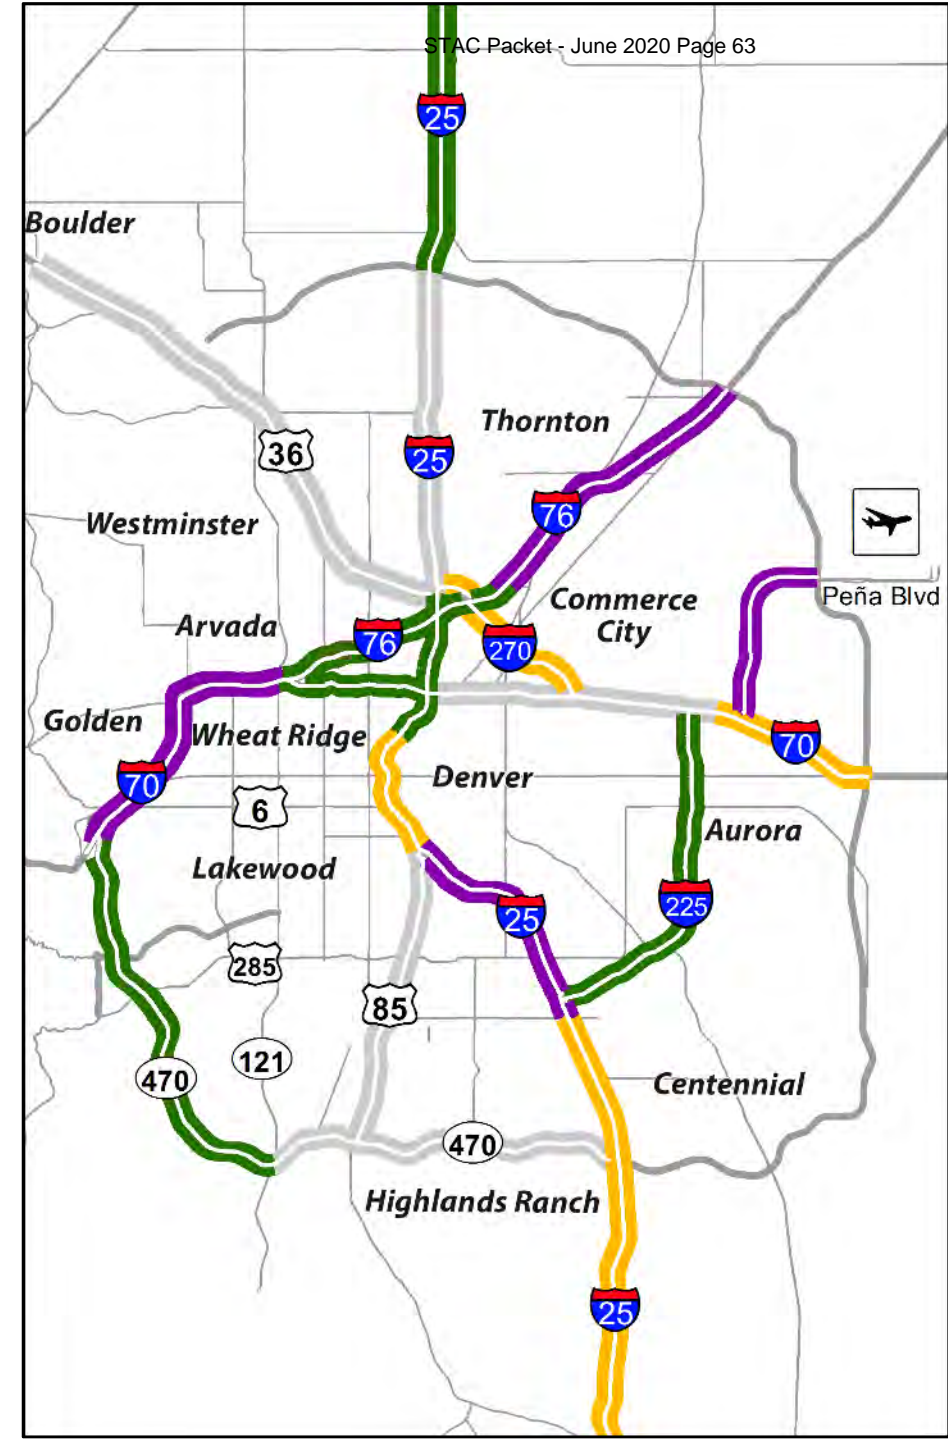 STAC Packet - June 2020 Page 63
25
Boulder
Thornton
36
25
76
Westminster
Peña Blvd
Commerce
City
Arvada
76
270
Golden
Wheat Ridge
70
70
Denver
6
Aurora
Lakewood
225
25
285
85
121
470
Centennial
470
Highlands Ranch
25